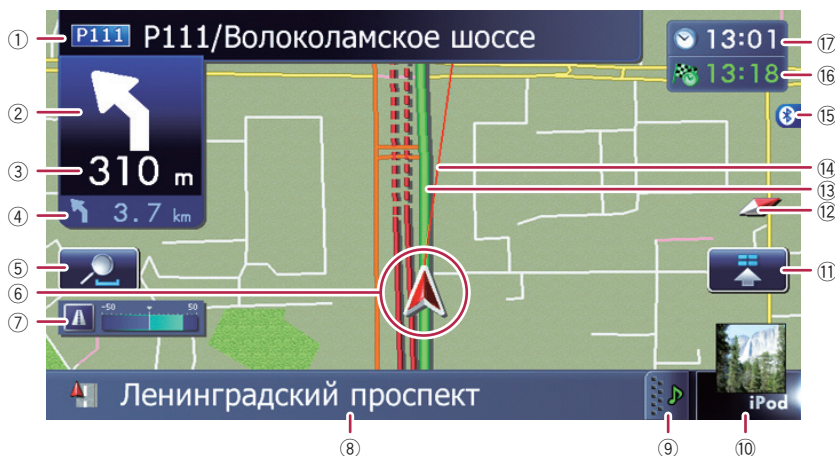 ① P111 P111/Волоколамское шоссе
② 
③ 310 m
④ 3.7 km
⑤
⑥
⑦ -50 50
⑧ Ленинградский проспект
⑨
⑩ iPod
⑪
⑫
⑬
⑭
⑮
⑯ 13:18
⑰ 13:01